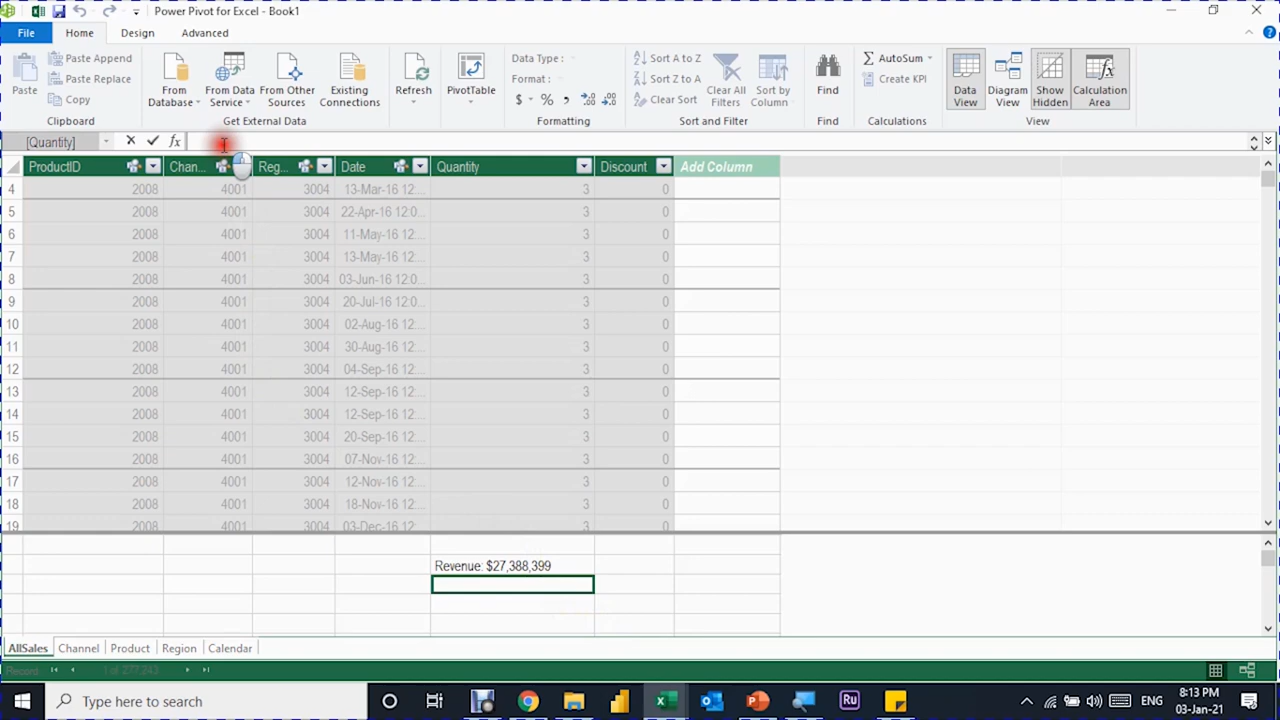 Power Pivot for Excel - Book1
File Home Design Advanced
Paste
Paste Append
Paste Replace
Copy
Clipboard
From Database
From Data Service
From Other Sources
Existing Connections
Get External Data
Refresh
PivotTable
Data Type :
Format :
$ % ,
Formatting
Sort A to Z
Sort Z to A
Clear Sort
Clear All Filters
Sort by Column
Sort and Filter
Find
Find
AutoSum
Create KPI
Calculations
Data View
Diagram View
Show Hidden
Calculation Area
View
[Quantity] fx
ProductID Chan... Reg... Date Quantity Discount Add Column
4 2008 4001 3004 13-Mar-16 12:... 3 0
5 2008 4001 3004 22-Apr-16 12:0... 3 0
6 2008 4001 3004 11-May-16 12:... 3 0
7 2008 4001 3004 13-May-16 12:... 3 0
8 2008 4001 3004 03-Jun-16 12:0... 3 0
9 2008 4001 3004 20-Jul-16 12:0... 3 0
10 2008 4001 3004 02-Aug-16 12:... 3 0
11 2008 4001 3004 30-Aug-16 12:... 3 0
12 2008 4001 3004 04-Sep-16 12:... 3 0
13 2008 4001 3004 12-Sep-16 12:... 3 0
14 2008 4001 3004 12-Sep-16 12:... 3 0
15 2008 4001 3004 20-Sep-16 12:... 3 0
16 2008 4001 3004 07-Nov-16 12:... 3 0
17 2008 4001 3004 12-Nov-16 12:... 3 0
18 2008 4001 3004 18-Nov-16 12:... 3 0
19 2008 4001 3004 03-Dec-16 12:... 3 0
Revenue: $27,388,399
AllSales Channel Product Region Calendar
Record 1 of 277,243
Type here to search
Ru
ENG
8:13 PM
03-Jan-21